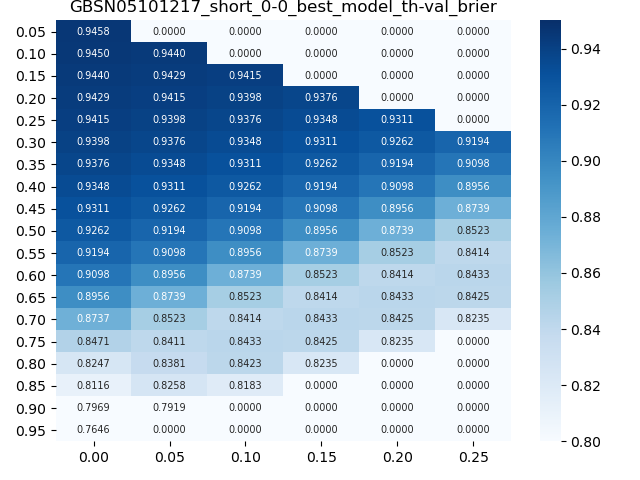 GBSN05101217_short_0-0_best_model_th-val_brier
0.05 0.9458 0.0000 0.0000 0.0000 0.0000 0.0000
0.10 0.9450 0.9440 0.0000 0.0000 0.0000 0.0000
0.15 0.9440 0.9429 0.9415 0.0000 0.0000 0.0000
0.20 0.9429 0.9415 0.9398 0.9376 0.0000 0.0000
0.25 0.9415 0.9398 0.9376 0.9348 0.9311 0.0000
0.30 0.9398 0.9376 0.9348 0.9311 0.9262 0.9194
0.35 0.9376 0.9348 0.9311 0.9262 0.9194 0.9098
0.40 0.9348 0.9311 0.9262 0.9194 0.9098 0.8956
0.45 0.9311 0.9262 0.9194 0.9098 0.8956 0.8739
0.50 0.9262 0.9194 0.9098 0.8956 0.8739 0.8523
0.55 0.9194 0.9098 0.8956 0.8739 0.8523 0.8414
0.60 0.9098 0.8956 0.8739 0.8523 0.8414 0.8433
0.65 0.8956 0.8739 0.8523 0.8414 0.8433 0.8425
0.70 0.8737 0.8523 0.8414 0.8433 0.8425 0.8235
0.75 0.8471 0.8411 0.8433 0.8425 0.8235 0.0000
0.80 0.8247 0.8381 0.8423 0.8235 0.0000 0.0000
0.85 0.8116 0.8258 0.8183 0.0000 0.0000 0.0000
0.90 0.7969 0.7919 0.0000 0.0000 0.0000 0.0000
0.95 0.7646 0.0000 0.0000 0.0000 0.0000 0.0000
0.00 0.05 0.10 0.15 0.20 0.25
0.94
0.92
0.90
0.88
0.86
0.84
0.82
0.80